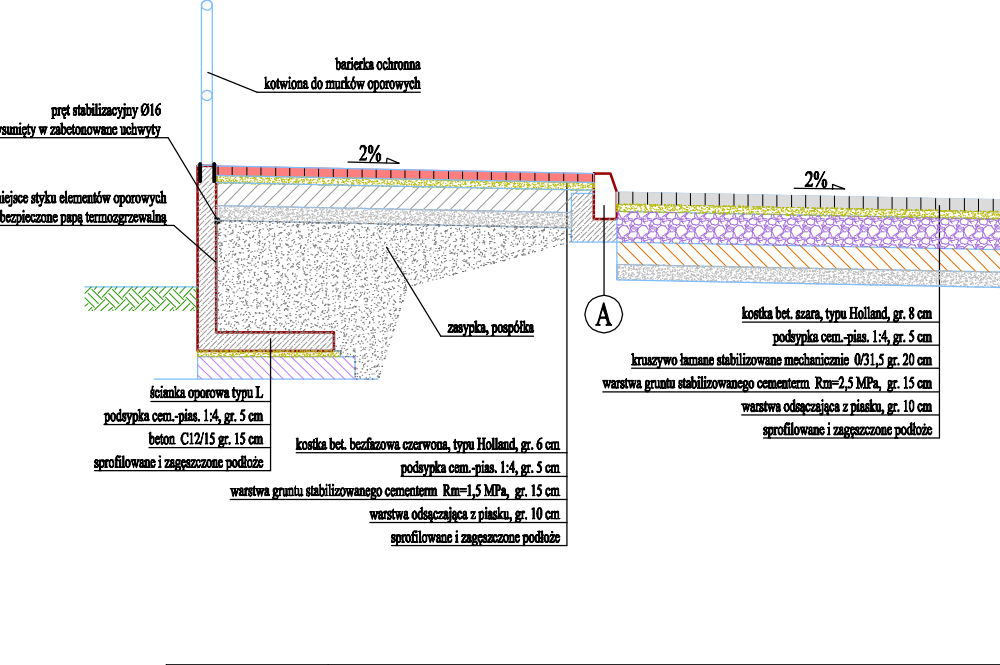 barierka ochronna
kotwiona do murków oporowych
pręt stabilizacyjny Ø16
w zabetonowane uchwyty
styku elementów oporowych
papą termozgrzewalną
2%
2%
A
zasypka, pospółka
ścianka oporowa typu L
podsypka cem.-pias. 1:4, gr. 5 cm
beton C12/15 gr. 15 cm
sprofilowane i zagęszczone podłoże
kostka bet. bezfazowa czerwona, typu Holland, gr. 6 cm
podsypka cem.-pias. 1:4, gr. 5 cm
warstwa gruntu stabilizowanego cementerm Rm=1,5 MPa, gr. 15 cm
warstwa odsączająca z piasku, gr. 10 cm
sprofilowane i zagęszczone podłoże
kostka bet. szara, typu Holland, gr. 8 cm
podsypka cem.-pias. 1:4, gr. 5 cm
kruszywo łamane stabilizowane mechanicznie 0/31,5 gr. 20 cm
warstwa gruntu stabilizowanego cementerm Rm=2,5 MPa, gr. 15 cm
warstwa odsączająca z piasku, gr. 10 cm
sprofilowane i zagęszczone podłoże